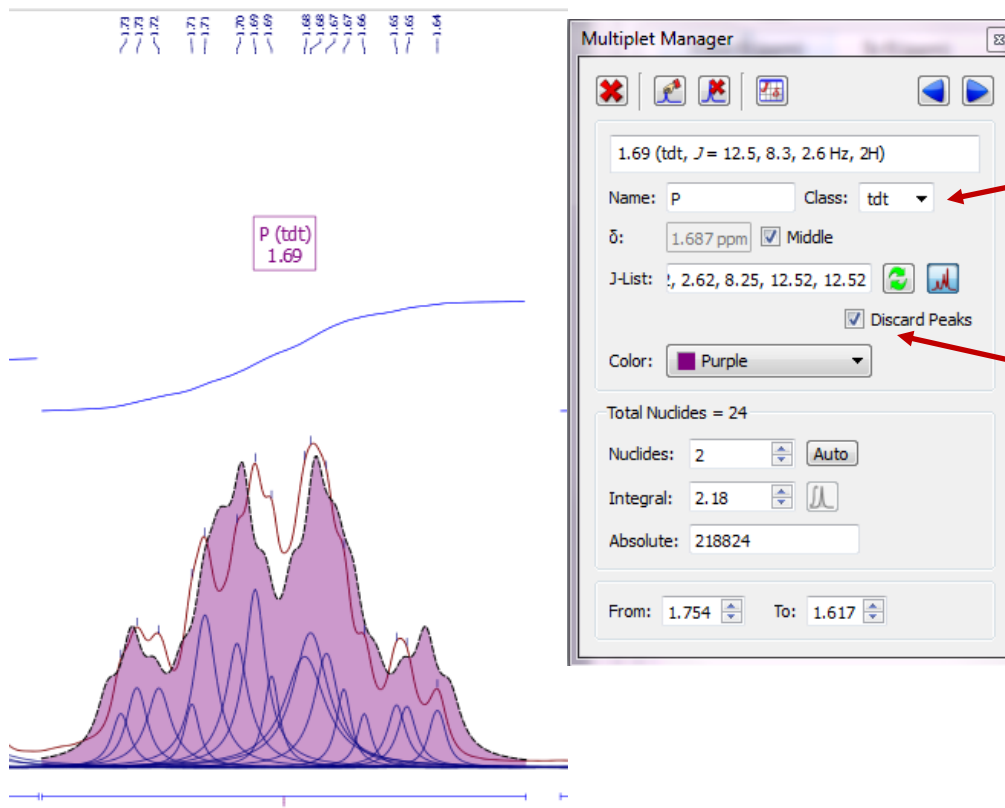 1.73
1.73
1.72
1.71
1.71
1.70
1.69
1.69
1.68
1.68
1.67
1.67
1.66
1.65
1.65
1.64
P (tdt)
1.69
Multiplet Manager
1.69 (tdt, J = 12.5, 8.3, 2.6 Hz, 2H)
Name: P Class: tdt
δ: 1.687 ppm Middle
J-List: 2, 2.62, 8.25, 12.52, 12.52
Discard Peaks
Color: Purple
Total Nuclides = 24
Nuclides: 2 Auto
Integral: 2.18
Absolute: 218824
From: 1.754 To: 1.617